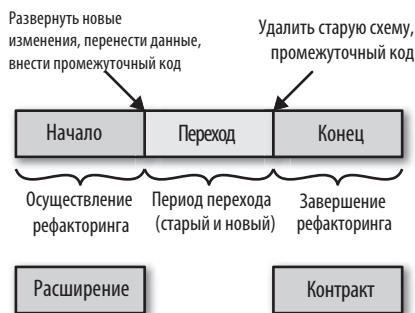 Развернуть новые
изменения, перенести данные,
внести промежуточный код
Удалить старую схему,
промежуточный код
Начало
Переход
Конец
Осуществление
рефакторинга
Период перехода
(старый и новый)
Завершение
рефакторинга
Расширение
Контракт